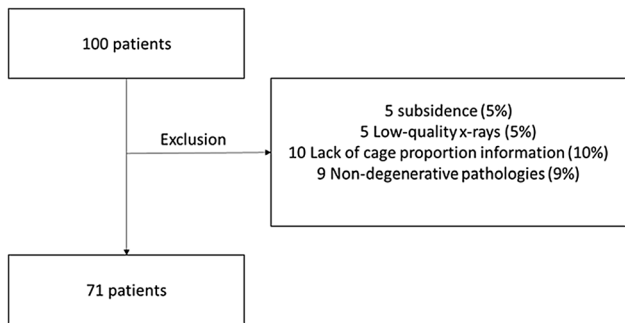 100 patients
Exclusion
5 subsidence (5%)
5 Low-quality x-rays (5%)
10 Lack of cage proportion information (10%)
9 Non-degenerative pathologies (9%)
71 patients